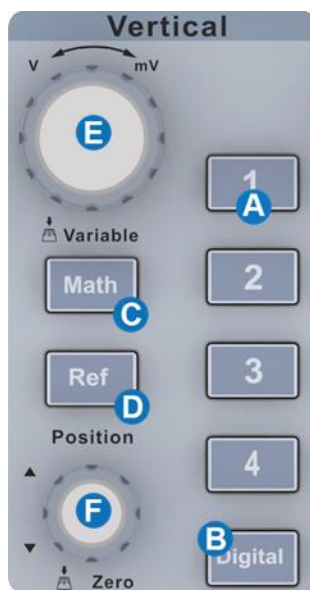 Vertical
V mV
E
1
A
Variable
Math
C
2
Ref
D
3
Position
4
F
B
Digital
Zero